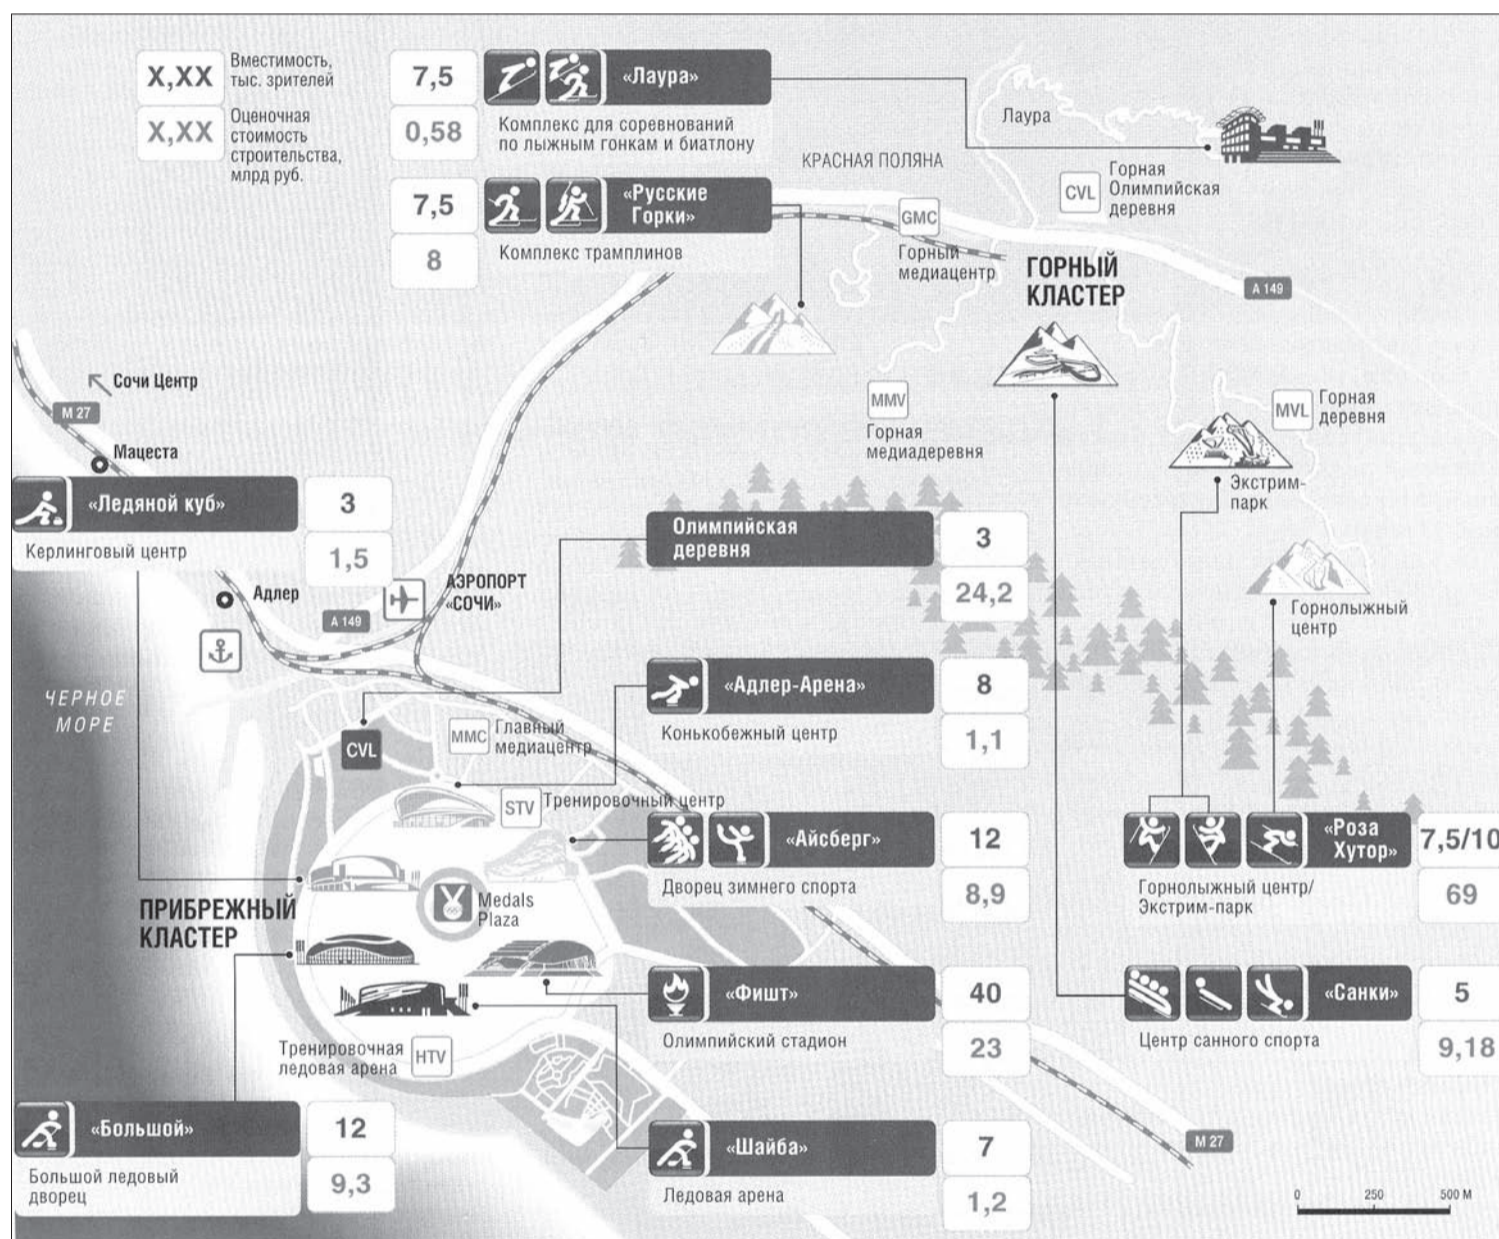 X,XX
Вместимость,
тыс. зрителей
X,XX
Оценочная
стоимость
строительства,
млрд руб.
7,5
«Лаура»
0,58
Комплекс для соревнований
по лыжным гонкам и биатлону
7,5
«Русские
Горки»
8
Комплекс трамплинов
КРАСНАЯ ПОЛЯНА
Лаура
CVL
Горная
Олимпийская
деревня
GMC
Горный
медиацентр
ГОРНЫЙ
КЛАСТЕР
А 149
Сочи Центр
М 27
Мацеста
MMV
Горная
медиадеревня
MVL
Горная
деревня
Экстрим-
парк
Горнолыжный
центр
«Ледяной куб»
3
Керлинговый центр
1,5
Адлер
А 149
АЭРОПОРТ
«СОЧИ»
Олимпийская
деревня
3
24,2
ЧЕРНОЕ
МОРЕ
«Адлер-Арена»
8
Конькобежный центр
1,1
CVL
MMC
Главный
медиацентр
STV
Тренировочный центр
«Айсберг»
12
Дворец зимнего спорта
8,9
«Роза
Хутор»
7,5/10
Горнолыжный центр/
Экстрим-парк
69
ПРИБРЕЖНЫЙ
КЛАСТЕР
Medals
Plaza
«Фишт»
40
Олимпийский стадион
23
«Санки»
5
Центр санного спорта
9,18
Тренировочная
ледовая арена
HTV
«Большой»
12
Большой ледовый
дворец
9,3
«Шайба»
7
Ледовая арена
1,2
М 27
0 250 500 М